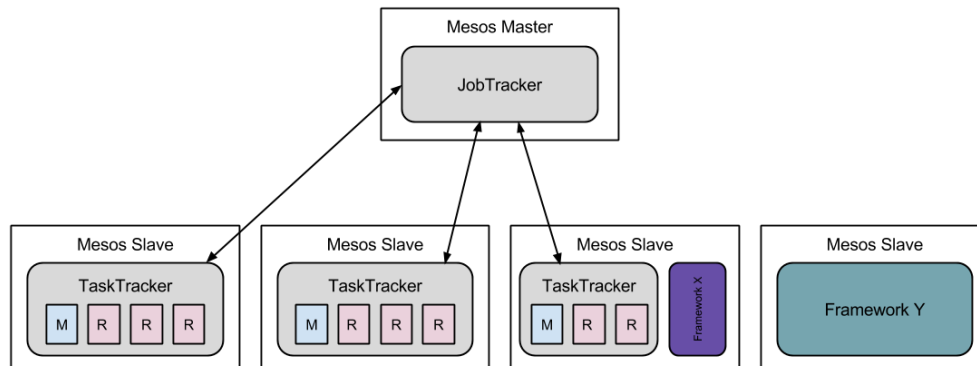 Mesos Master
JobTracker
Mesos Slave
TaskTracker
M R R R
Mesos Slave
TaskTracker
M R R R
Mesos Slave
TaskTracker
M R R
Framework X
Mesos Slave
Framework Y